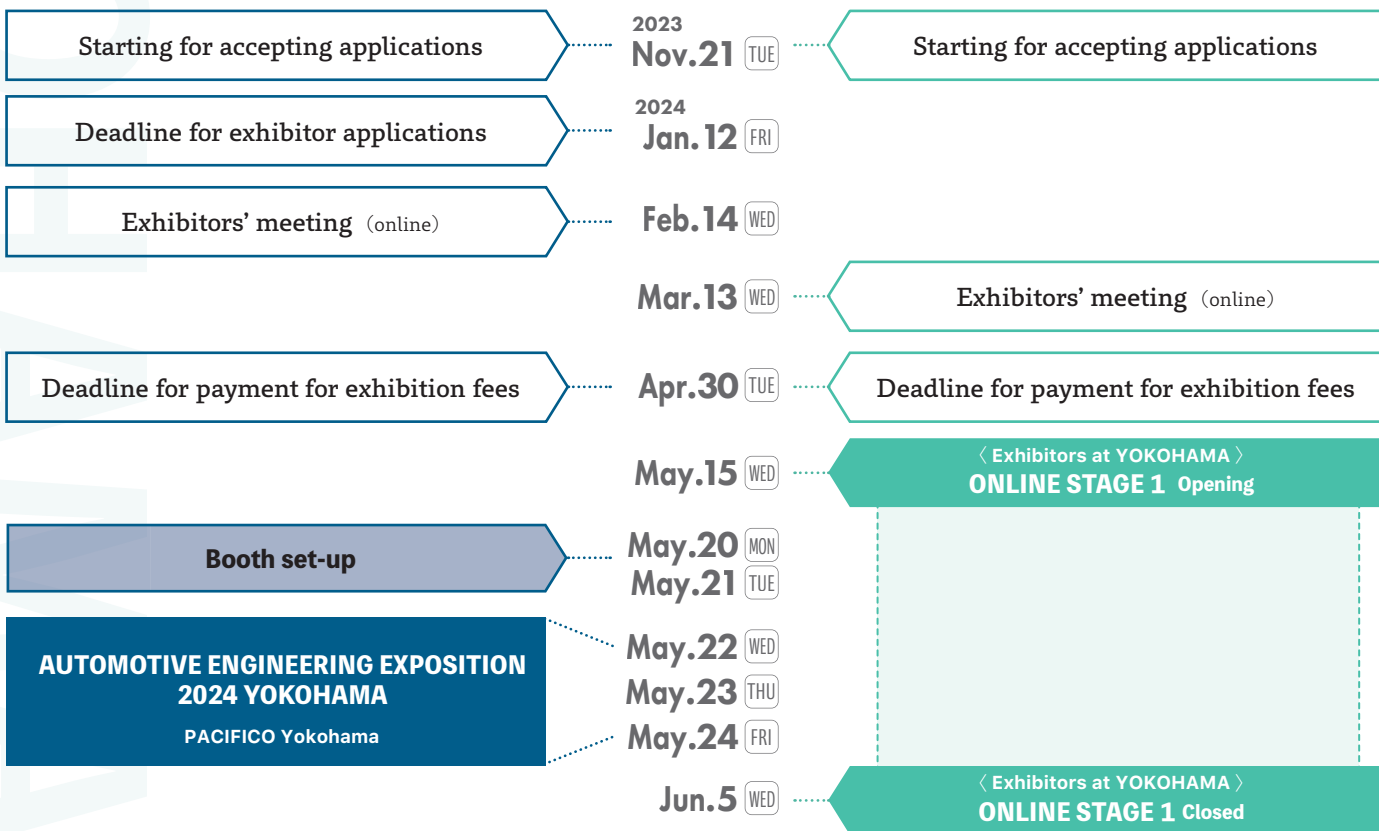 Starting for accepting applications
2023
Nov.21 TUE
Starting for accepting applications
Deadline for exhibitor applications
2024
Jan.12 FRI
Exhibitors’ meeting (online)
Feb.14 WED
Mar.13 WED
Exhibitors’ meeting (online)
Deadline for payment for exhibition fees
Apr.30 TUE
Deadline for payment for exhibition fees
May.15 WED
〈 Exhibitors at YOKOHAMA 〉
ONLINE STAGE 1 Opening
Booth set-up
May.20 MON
May.21 TUE
AUTOMOTIVE ENGINEERING EXPOSITION
2024 YOKOHAMA
PACIFICO Yokohama
May.22 WED
May.23 THU
May.24 FRI
Jun.5 WED
〈 Exhibitors at YOKOHAMA 〉
ONLINE STAGE 1 Closed